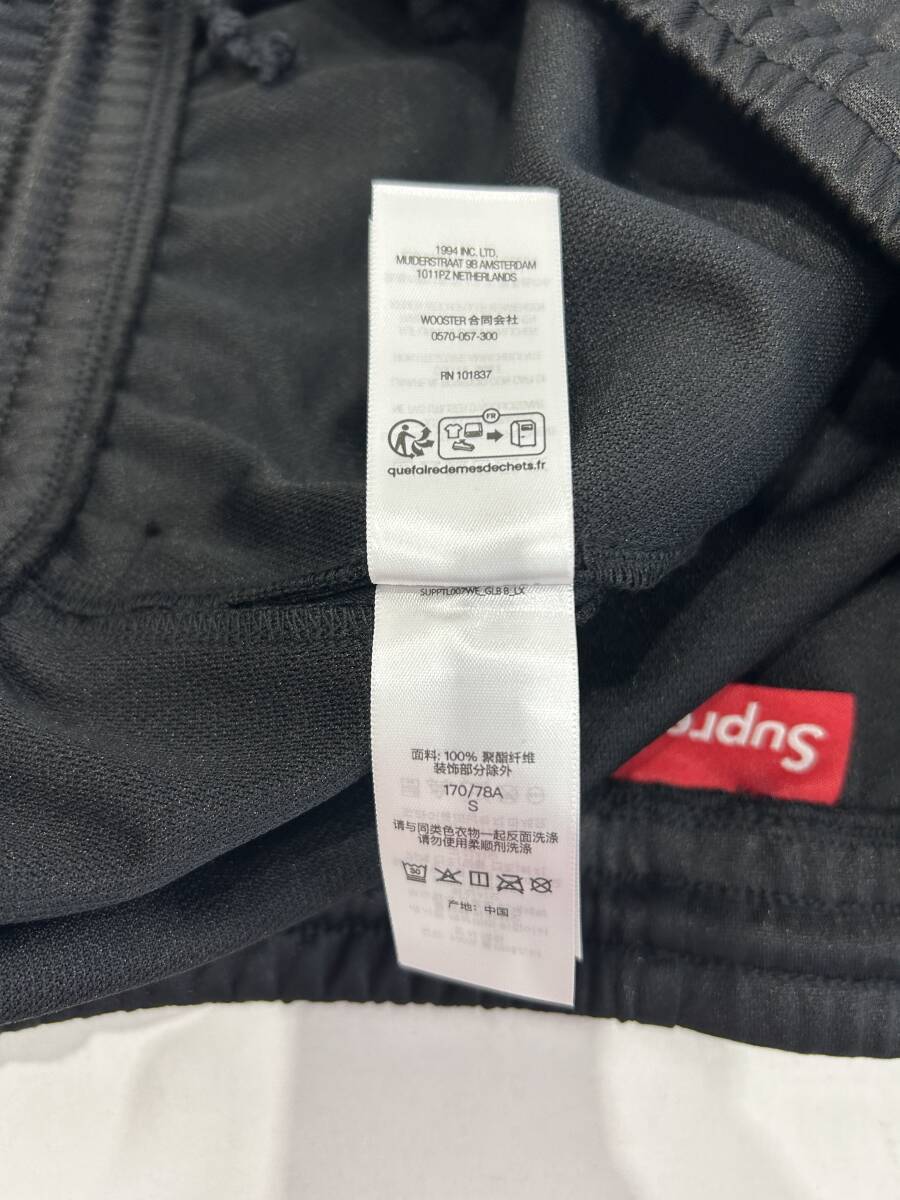 1994 INC. LTD.
MUIDERSTRAAT 9B AMSTERDAM
1011PZ NETHERLANDS
WOOSTER 合同会社
0570-057-300
RN 101837
FR
quefairedemesdechets.fr
SUPPTL007WE_GLB B_LX
Supre
面料: 100% 聚酯纤维
装饰部分除外
170/78A
S
请与同类色衣物一起反面洗涤
请勿使用柔顺剂洗涤
30
产地: 中国